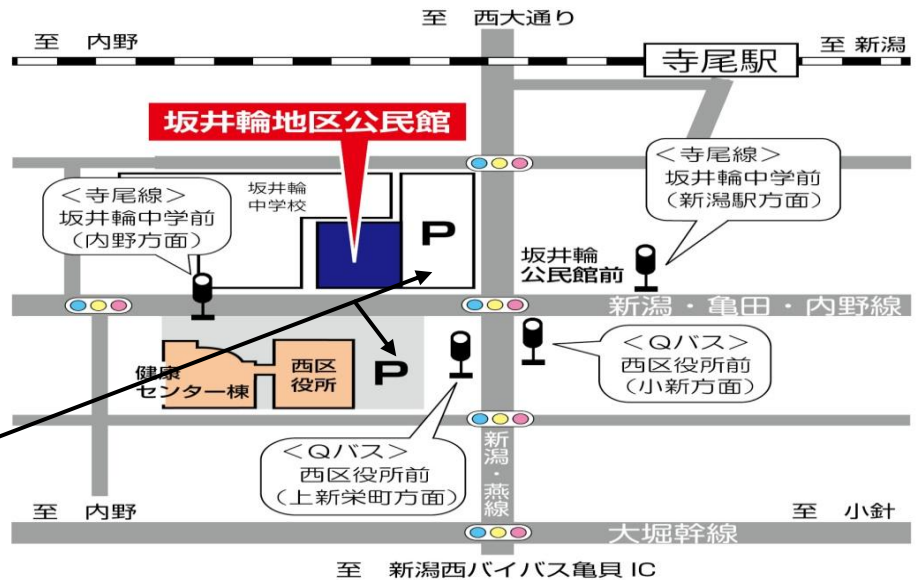 至 西大通り
至 内野
寺尾駅
至 新潟
坂井輪地区公民館
＜寺尾線＞
坂井輪中学前
(内野方面)
坂井輪
中学校
P
＜寺尾線＞
坂井輪中学前
(新潟駅方面)
坂井輪
公民館前
新潟・亀田・内野線
健康
センター棟
西区
役所
P
＜Qバス＞
西区役所前
(小新方面)
＜Qバス＞
西区役所前
(上新栄町方面)
新潟・燕線
至 内野
大堀幹線
至 小針
至 新潟西バイパス亀貝 IC